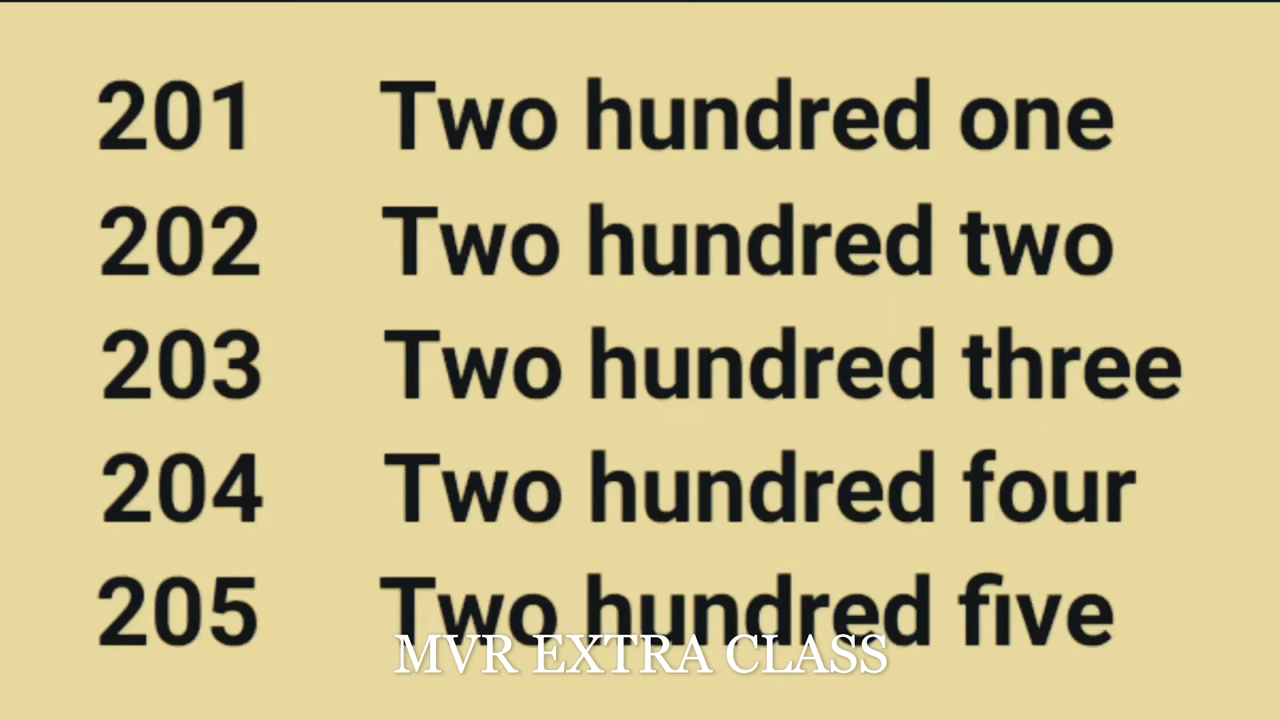 201 Two hundred one
202 Two hundred two
203 Two hundred three
204 Two hundred four
205 Two hundred five
MVR EXTRA CLASS